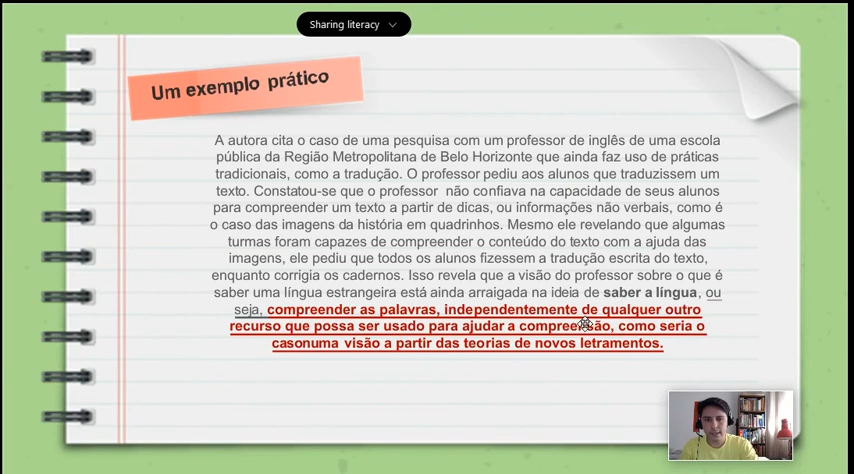 Sharing literacy
Um exemplo prático
A autora cita o caso de uma pesquisa com um professor de inglês de uma escola
pública da Região Metropolitana de Belo Horizonte que ainda faz uso de práticas
tradicionais, como a tradução. O professor pediu aos alunos que traduzissem um
texto. Constatou-se que o professor não confiava na capacidade de seus alunos
para compreender um texto a partir de dicas, ou informações não verbais, como é
o caso das imagens da história em quadrinhos. Mesmo ele revelando que algumas
turmas foram capazes de compreender o conteúdo do texto com a ajuda das
imagens, ele pediu que todos os alunos fizessem a tradução escrita do texto,
enquanto corrigia os cadernos. Isso revela que a visão do professor sobre o que é
saber uma língua estrangeira está ainda arraigada na ideia de saber a língua, ou
seja, compreender as palavras, independentemente de qualquer outro
recurso que possa ser usado para ajudar a compreensão, como seria o
casonuma visão a partir das teorias de novos letramentos.